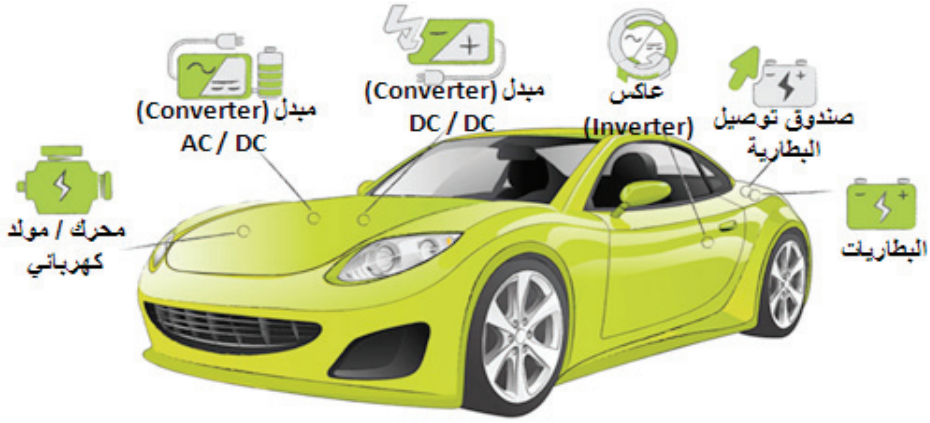 مبدل (Converter)
AC / DC
مبدل (Converter)
DC / DC
عاكس
(Inverter)
صندوق توصيل
البطارية
محرك / مولد
كهربائي
البطاريات